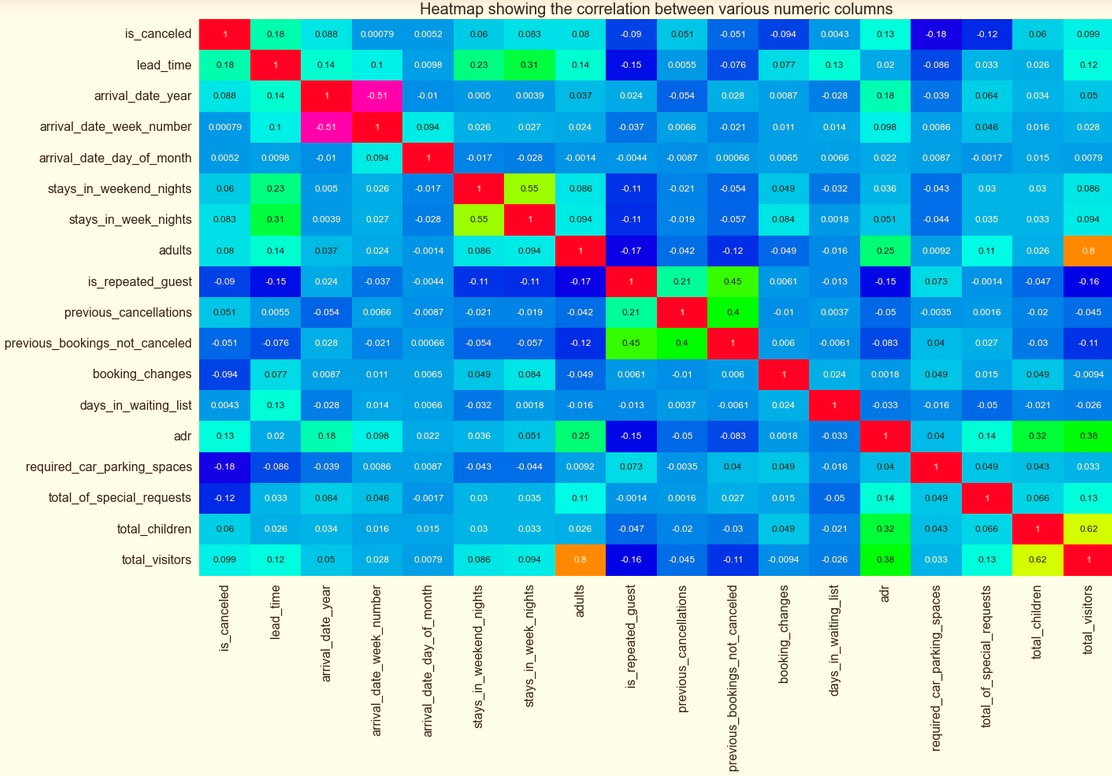 Heatmap showing the correlation between various numeric columns
is_canceled 1 0.18 0.088 0.00079 0.0052 0.06 0.083 0.08 -0.09 0.051 -0.094 0.0043 0.13 -0.18 -0.12 0.06 0.099
lead_time 0.18 1 0.14 0.1 0.0098 0.23 0.31 0.14 -0.15 0.0055 -0.076 0.077 0.13 0.02 -0.086 0.033 0.026 0.12
arrival_date_year 0.088 0.14 1 -0.51 -0.01 0.005 0.0039 0.037 0.024 -0.054 0.028 0.0087 -0.028 0.18 -0.039 0.064 0.034 0.05
arrival_date_week_number 0.00079 0.1 -0.51 1 0.094 0.026 0.027 0.024 -0.037 0.0066 -0.021 0.011 0.014 0.098 0.0086 0.046 0.016 0.028
arrival_date_day_of_month 0.0052 0.0098 -0.01 0.094 1 -0.017 -0.028 -0.0014 -0.0044 -0.0087 0.00066 0.0065 0.0066 0.022 0.0087 -0.0017 0.015 0.0079
stays_in_weekend_nights 0.06 0.23 0.005 0.026 -0.017 1 0.55 0.086 -0.11 -0.021 -0.054 0.049 -0.032 0.036 -0.043 0.03 0.03 0.086
stays_in_week_nights 0.083 0.31 0.0039 0.027 -0.028 0.55 1 0.094 -0.11 -0.019 -0.057 0.084 0.0018 0.051 -0.044 0.035 0.033 0.094
adults 0.08 0.14 0.037 0.024 -0.0014 0.086 0.094 1 -0.17 -0.042 -0.12 -0.049 -0.016 0.25 0.0092 0.11 0.026 0.8
is_repeated_guest -0.09 -0.15 0.024 -0.037 -0.0044 -0.11 -0.11 -0.17 1 0.21 0.45 0.0061 -0.013 -0.15 0.073 -0.0014 -0.047 -0.16
previous_cancellations 0.051 0.0055 -0.054 0.0066 -0.0087 -0.021 -0.019 -0.042 0.21 1 0.4 -0.01 0.0037 -0.05 -0.0035 0.0016 -0.02 -0.045
previous_bookings_not_canceled -0.051 -0.076 0.028 -0.021 0.00066 -0.054 -0.057 -0.12 0.45 0.4 1 0.006 -0.0061 -0.083 0.04 0.027 -0.03 -0.11
booking_changes -0.094 0.077 0.0087 0.011 0.0065 0.049 0.084 -0.049 0.0061 -0.01 0.006 1 0.024 0.0018 0.049 0.015 0.049 -0.0094
days_in_waiting_list 0.0043 0.13 -0.028 0.014 0.0066 -0.032 0.0018 -0.016 -0.013 0.0037 -0.0061 0.024 1 -0.033 -0.016 -0.05 -0.021 -0.026
adr 0.13 0.02 0.18 0.098 0.022 0.036 0.051 0.25 -0.15 -0.05 -0.083 0.0018 -0.033 1 0.04 0.14 0.32 0.38
required_car_parking_spaces -0.18 -0.086 -0.039 0.0086 0.0087 -0.043 -0.044 0.0092 0.073 -0.0035 0.04 0.049 -0.016 0.04 1 0.049 0.043 0.033
total_of_special_requests -0.12 0.033 0.064 0.046 -0.0017 0.03 0.035 0.11 -0.0014 0.0016 0.027 0.015 -0.05 0.14 0.049 1 0.066 0.13
total_children 0.06 0.026 0.034 0.016 0.015 0.03 0.033 0.026 -0.047 -0.02 -0.03 0.049 -0.021 0.32 0.043 0.066 1 0.62
total_visitors 0.099 0.12 0.05 0.028 0.0079 0.086 0.094 0.8 -0.16 -0.045 -0.11 -0.0094 -0.026 0.38 0.033 0.13 0.62 1
is_canceled
lead_time
arrival_date_year
arrival_date_week_number
arrival_date_day_of_month
stays_in_weekend_nights
stays_in_week_nights
adults
is_repeated_guest
previous_cancellations
previous_bookings_not_canceled
booking_changes
days_in_waiting_list
adr
required_car_parking_spaces
total_of_special_requests
total_children
total_visitors